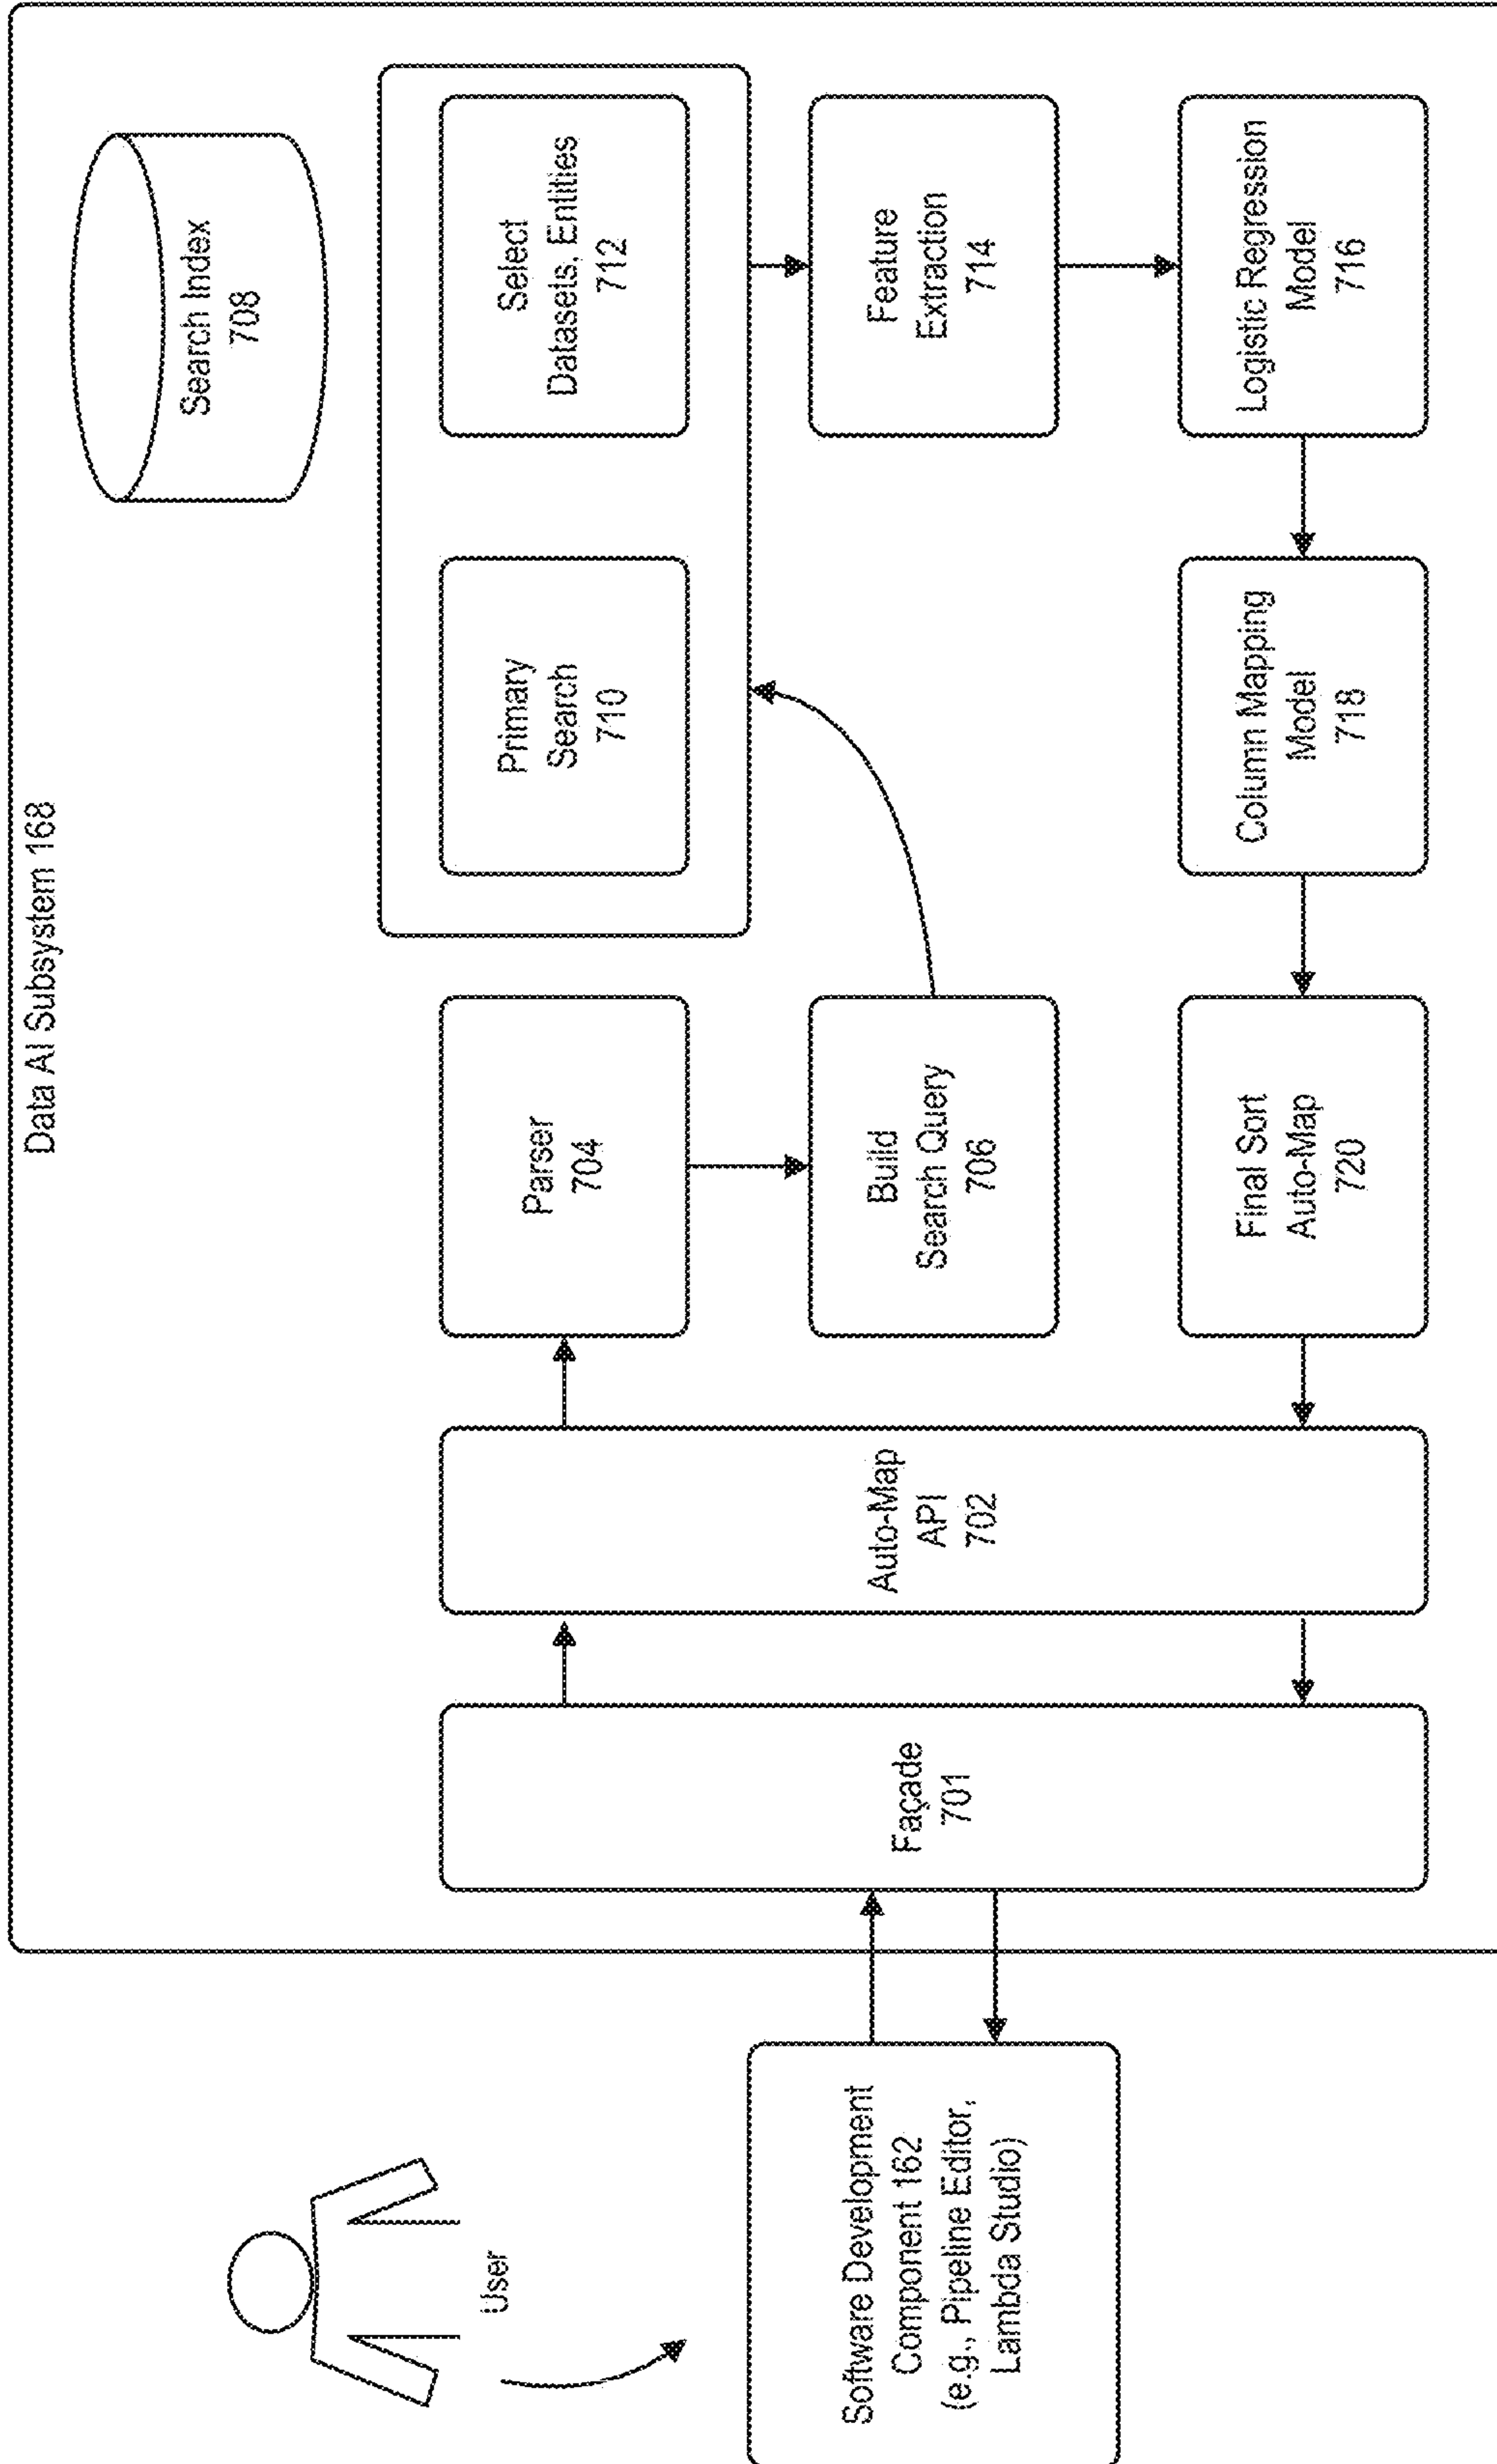 Data AI Subsystem 168
User
Software Development
Component 162
(e.g., Pipeline Editor,
Lambda Studio)
Façade
701
Auto-Map
API
702
Parser
704
Build
Search Query
706
Search Index
708
Primary
Search
710
Select
Datasets, Entities
712
Feature
Extraction
714
Logistic Regression
Model
716
Column Mapping
Model
718
Final Sort
Auto-Map
720